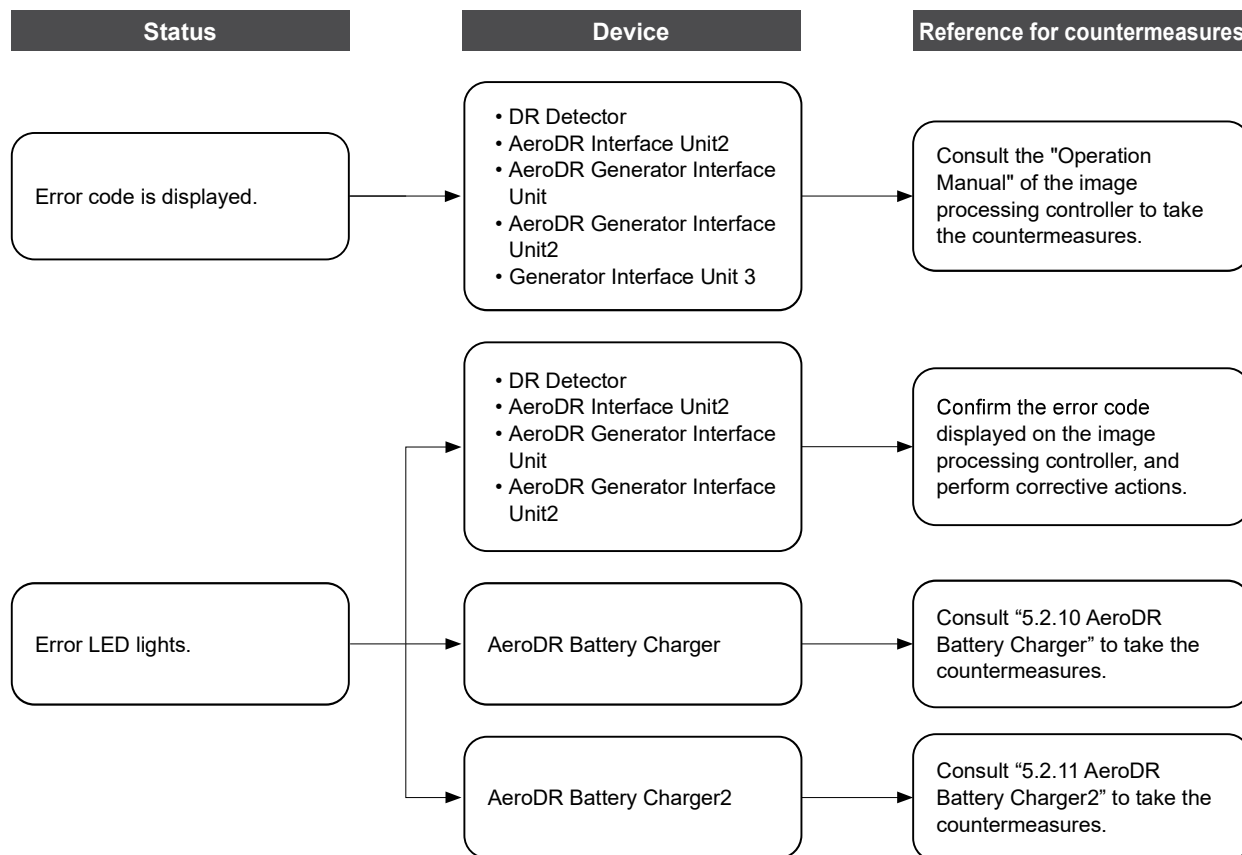 Status
Device
Reference for countermeasures
Error code is displayed.
• DR Detector
• AeroDR Interface Unit2
• AeroDR Generator Interface
Unit
• AeroDR Generator Interface
Unit2
• Generator Interface Unit 3
Consult the "Operation
Manual" of the image
processing controller to take
the countermeasures.
Error LED lights.
• DR Detector
• AeroDR Interface Unit2
• AeroDR Generator Interface
Unit
• AeroDR Generator Interface
Unit2
Confirm the error code
displayed on the image
processing controller, and
perform corrective actions.
AeroDR Battery Charger
Consult “5.2.10 AeroDR
Battery Charger” to take the
countermeasures.
AeroDR Battery Charger2
Consult “5.2.11 AeroDR
Battery Charger2” to take the
countermeasures.